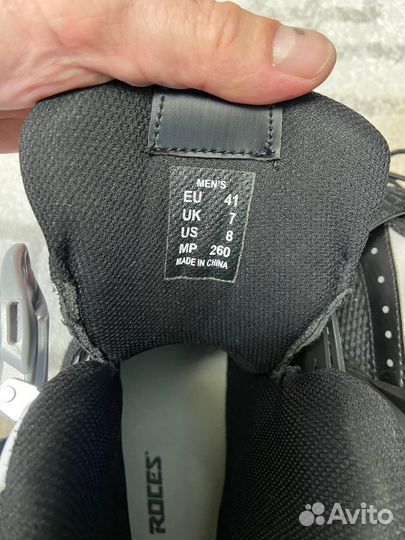 MEN'S
EU 41
UK 7
US 8
MP 260
MADE IN CHINA
ROCES
Avito